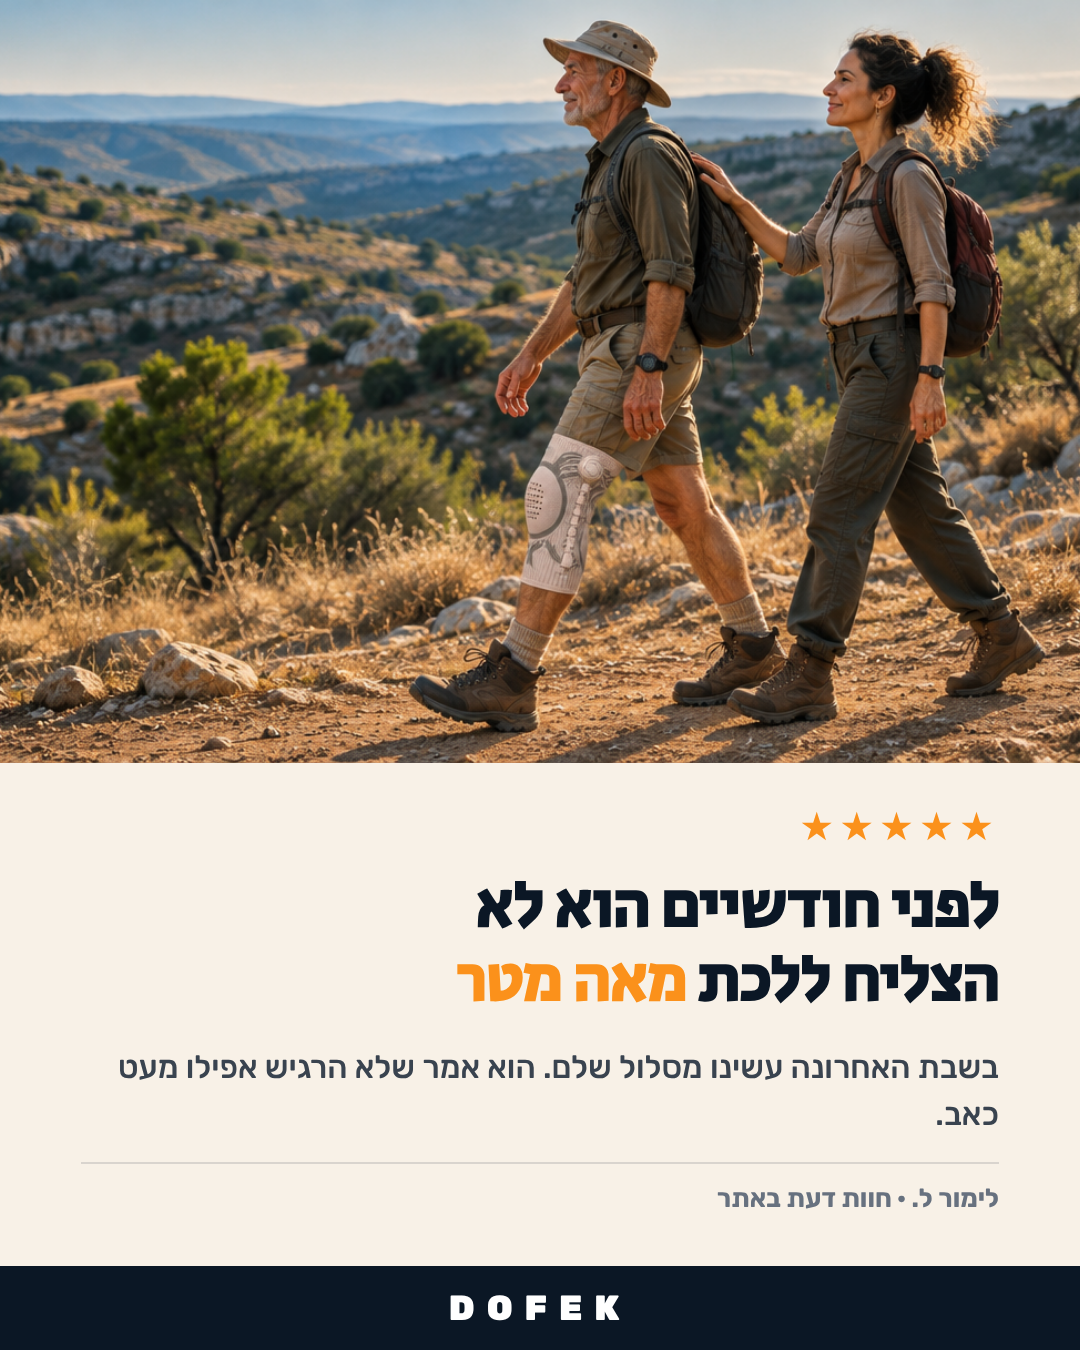 ★★★★★
לפני חודשיים הוא לא
הצליח ללכת מאה מטר
בשבת האחרונה עשינו מסלול שלם. הוא אמר שלא הרגיש אפילו מעט
כאב.
לימור ל. • חוות דעת באתר
DOFEK